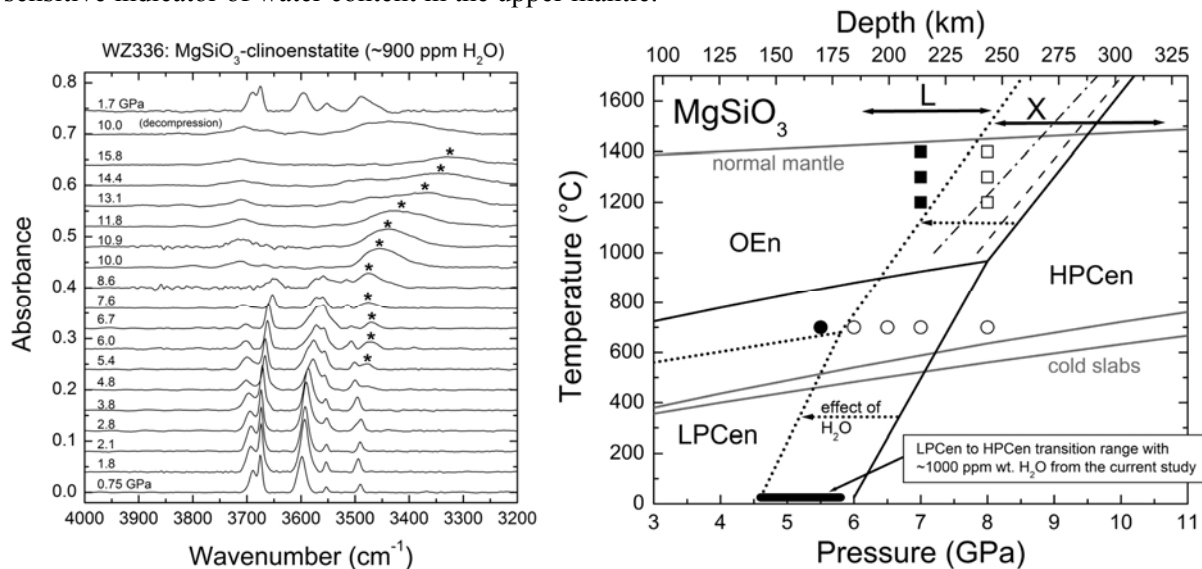 sensitive indicator of water content in the upper mantle.
WZ336: MgSiO3-clinoenstatite (~900 ppm H2O)
0.8
0.7
0.6
0.5
0.4
0.3
0.2
0.1
0.0
Absorbance
1.7 GPa
10.0 (decompression)
15.8
14.4
13.1
11.8
10.9
10.0
8.6
7.6
6.7
6.0
5.4
4.8
3.8
2.8
2.1
1.8
0.75 GPa
* * * * * * * * * * *
4000 3900 3800 3700 3600 3500 3400 3300 3200
Wavenumber (cm-1)
Depth (km)
100 125 150 175 200 225 250 275 300 325
1600
1400
1200
1000
800
600
400
200
0
Temperature (°C)
MgSiO3
L
X
normal mantle
OEn
HPCen
cold slabs
LPCen
effect of
H2O
LPCen to HPCen transition range with
~1000 ppm wt. H2O from the current study
3 4 5 6 7 8 9 10 11
Pressure (GPa)